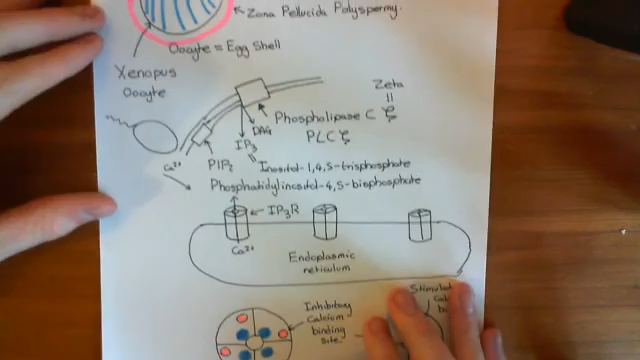 Zona Pellucida Polyspermy.
Oocyte = Egg Shell
Xenopus
Oocyte
Zeta
=
Phospholipase C ζ
DAG
PLC ζ
IP3
=
Ca2+
PIP2
Inositol-1,4,5-trisphosphate
Phosphatidylinositol-4,5-bisphosphate
IP3R
Ca2+
Endoplasmic
reticulum
Inhibitory
Calcium-
binding
site